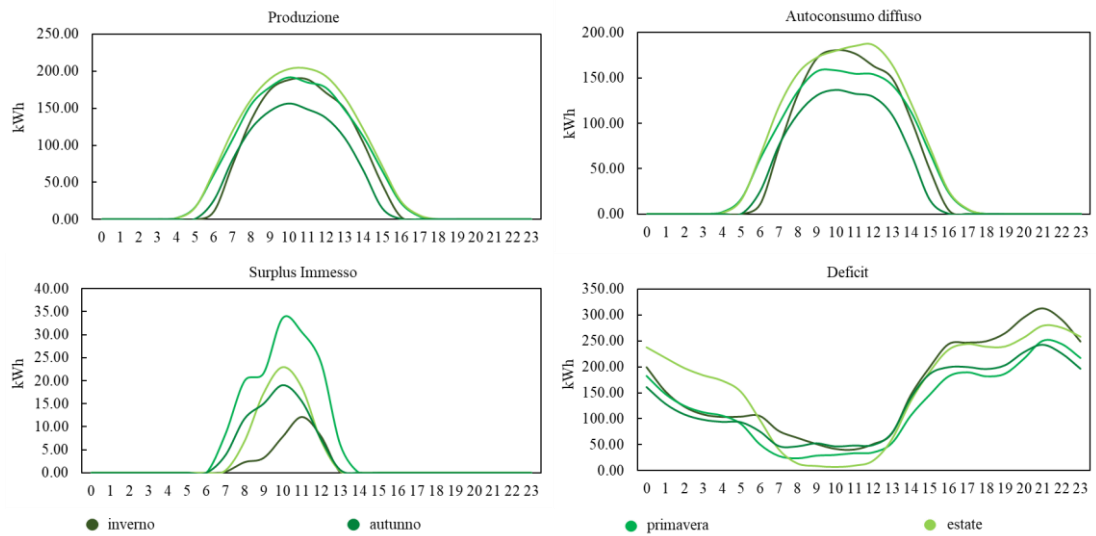 Produzione
kWh
250.00
200.00
150.00
100.00
50.00
0.00
0 1 2 3 4 5 6 7 8 9 10 11 12 13 14 15 16 17 18 19 20 21 22 23
Autoconsumo diffuso
kWh
200.00
150.00
100.00
50.00
0.00
0 1 2 3 4 5 6 7 8 9 10 11 12 13 14 15 16 17 18 19 20 21 22 23
Surplus Immesso
kWh
40.00
35.00
30.00
25.00
20.00
15.00
10.00
5.00
0.00
0 1 2 3 4 5 6 7 8 9 10 11 12 13 14 15 16 17 18 19 20 21 22 23
Deficit
kWh
350.00
300.00
250.00
200.00
150.00
100.00
50.00
0.00
0 1 2 3 4 5 6 7 8 9 10 11 12 13 14 15 16 17 18 19 20 21 22 23
inverno autunno primavera estate